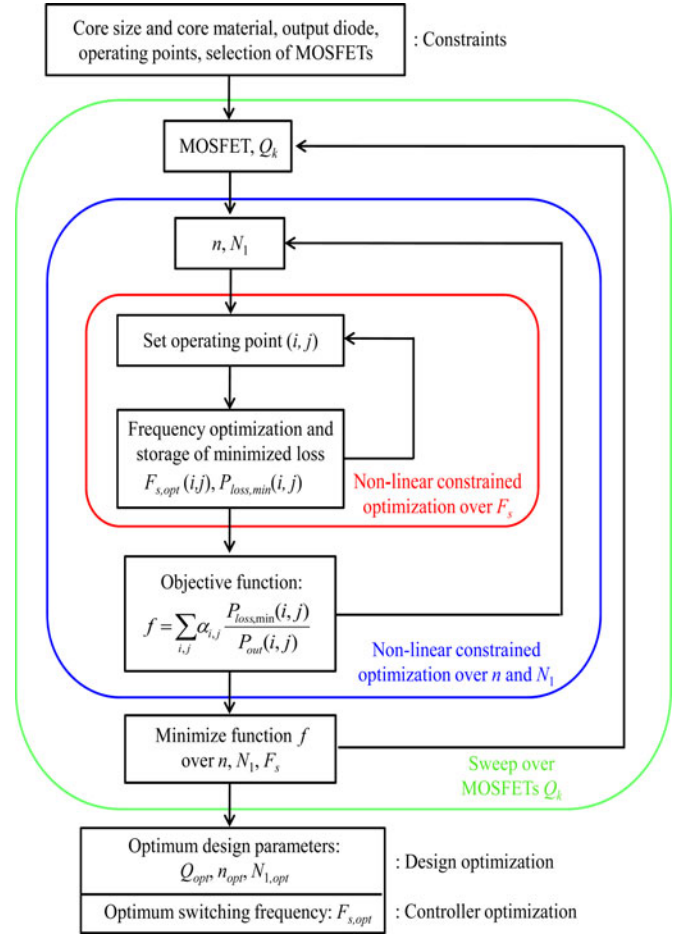 Core size and core material, output diode,
operating points, selection of MOSFETs
: Constraints
MOSFET, Qk
n, N1
Set operating point (i, j)
Frequency optimization and
storage of minimized loss
Fs,opt (i,j), Ploss,min(i, j)
Non-linear constrained
optimization over Fs
Objective function:
f = ∑i,j αi,j Ploss,min(i, j) / Pout(i, j)
Non-linear constrained
optimization over n and N1
Minimize function f
over n, N1, Fs
Sweep over
MOSFETs Qk
Optimum design parameters:
Qopt, nopt, N1,opt
: Design optimization
Optimum switching frequency: Fs,opt
: Controller optimization